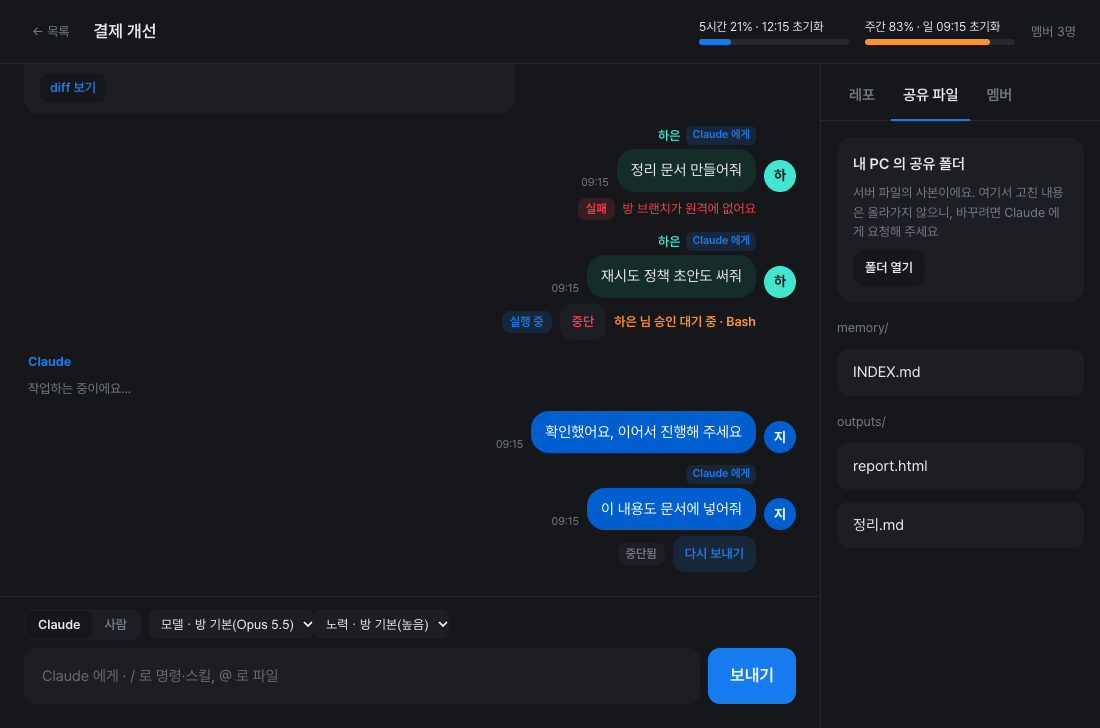 ← 목록
결제 개선
5시간 21% · 12:15 초기화
주간 83% · 일 09:15 초기화
멤버 3명
diff 보기
하은 Claude 에게
정리 문서 만들어줘
하
09:15
실패 방 브랜치가 원격에 없어요
하은 Claude 에게
재시도 정책 초안도 써줘
하
09:15
실행 중 중단 하은 님 승인 대기 중 · Bash
Claude
작업하는 중이에요…
확인했어요, 이어서 진행해 주세요
지
09:15
Claude 에게
이 내용도 문서에 넣어줘
지
09:15
중단됨 다시 보내기
Claude 사람 모델 · 방 기본(Opus 5.5) 노력 · 방 기본(높음)
Claude 에게 · / 로 명령·스킬, @ 로 파일
보내기
레포 공유 파일 멤버
내 PC 의 공유 폴더
서버 파일의 사본이에요. 여기서 고친 내용
은 올라가지 않으니, 바꾸려면 Claude 에
게 요청해 주세요
폴더 열기
memory/
INDEX.md
outputs/
report.html
정리.md